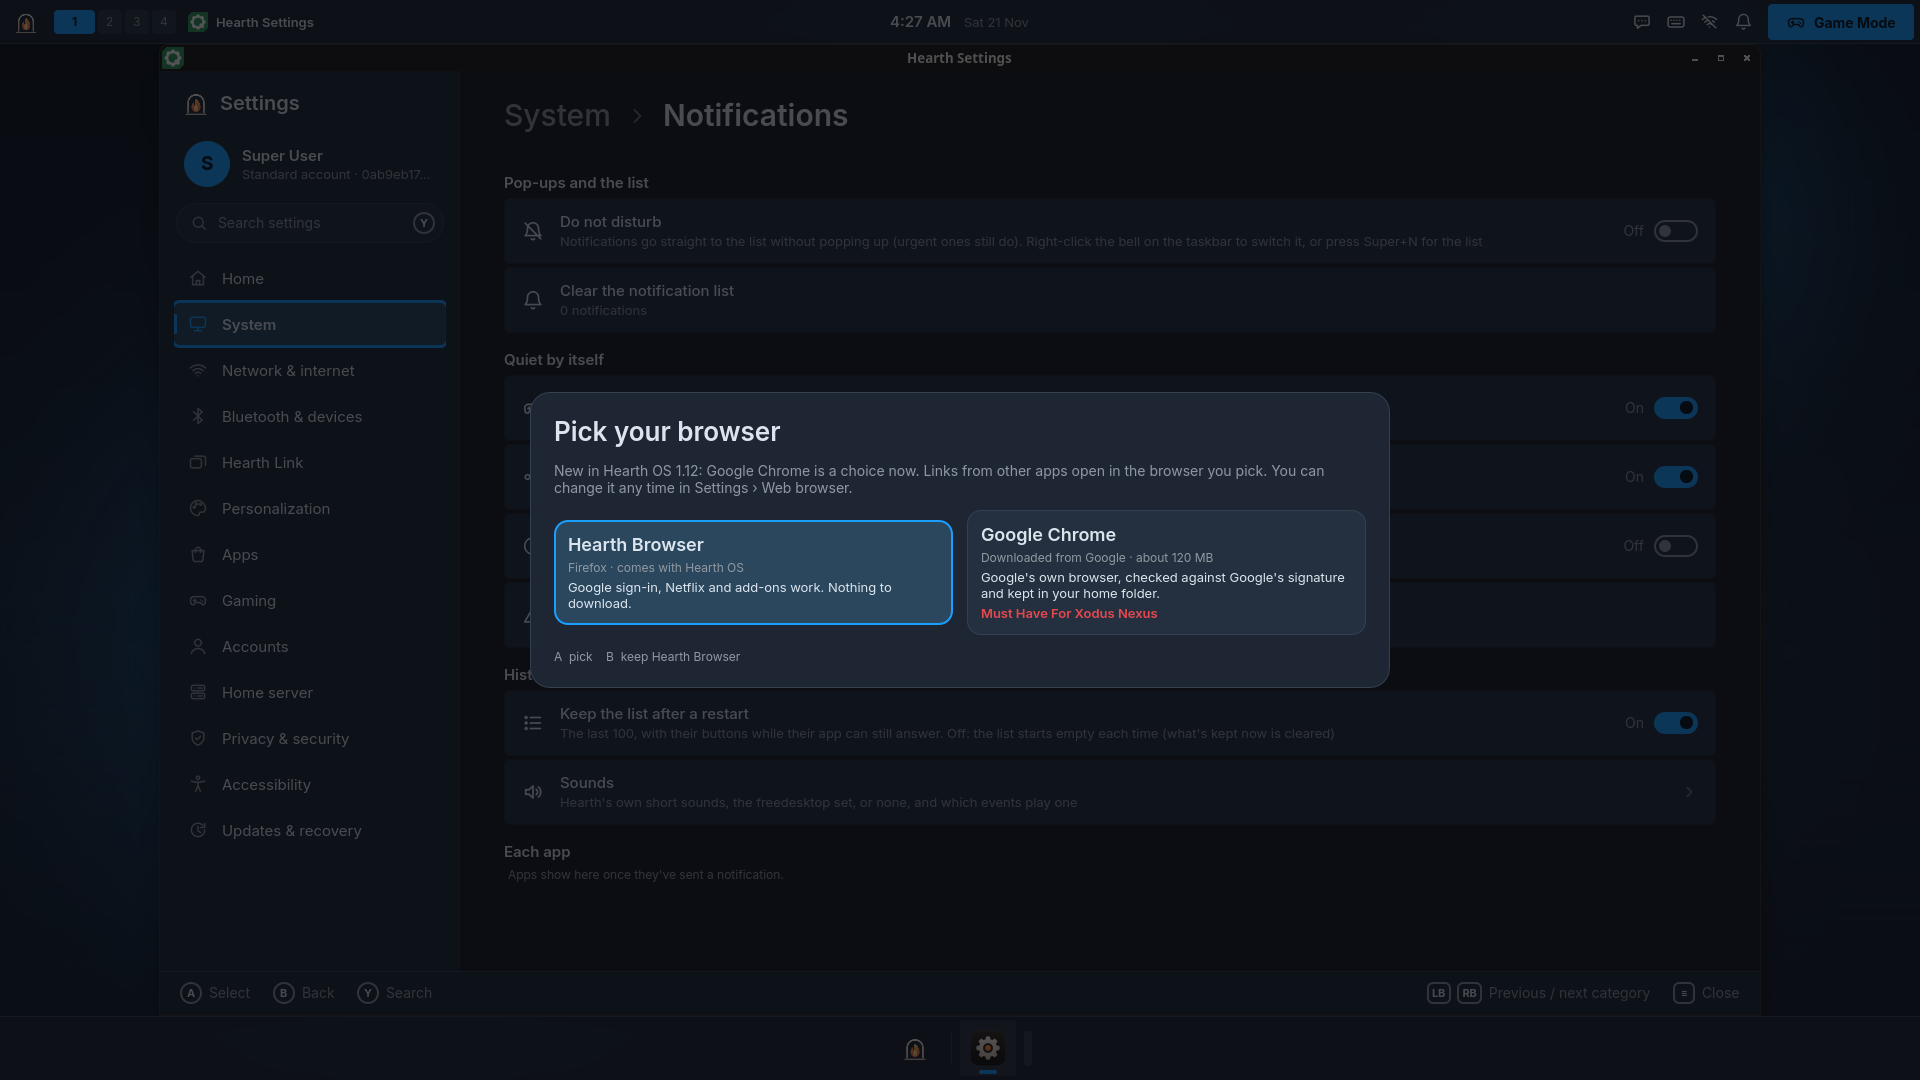 1 2 3 4 Hearth Settings
4:27 AM Sat 21 Nov
Game Mode
Hearth Settings
Settings
S
Super User
Standard account · 0ab9eb17...
Search settings Y
Home
System
Network & internet
Bluetooth & devices
Hearth Link
Personalization
Apps
Gaming
Accounts
Home server
Privacy & security
Accessibility
Updates & recovery
System › Notifications
Pop-ups and the list
Do not disturb
Notifications go straight to the list without popping up (urgent ones still do). Right-click the bell on the taskbar to switch it, or press Super+N for the list
Off
Clear the notification list
0 notifications
Quiet by itself
On
On
Off
Pick your browser
New in Hearth OS 1.12: Google Chrome is a choice now. Links from other apps open in the browser you pick. You can
change it any time in Settings › Web browser.
Hearth Browser
Firefox · comes with Hearth OS
Google sign-in, Netflix and add-ons work. Nothing to
download.
Google Chrome
Downloaded from Google · about 120 MB
Google's own browser, checked against Google's signature
and kept in your home folder.
Must Have For Xodus Nexus
A pick B keep Hearth Browser
Hist
Keep the list after a restart
The last 100, with their buttons while their app can still answer. Off: the list starts empty each time (what's kept now is cleared)
On
Sounds
Hearth's own short sounds, the freedesktop set, or none, and which events play one
Each app
Apps show here once they've sent a notification.
A Select B Back Y Search
LB RB Previous / next category ≡ Close